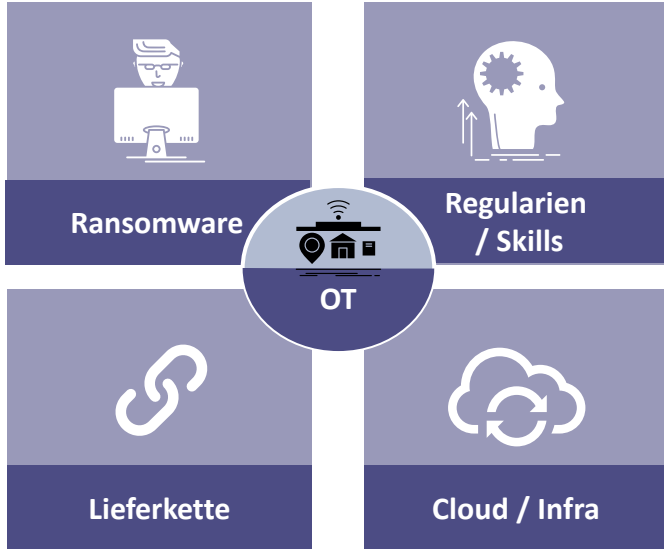 Ransomware
Regularien
/ Skills
OT
Lieferkette
Cloud / Infra